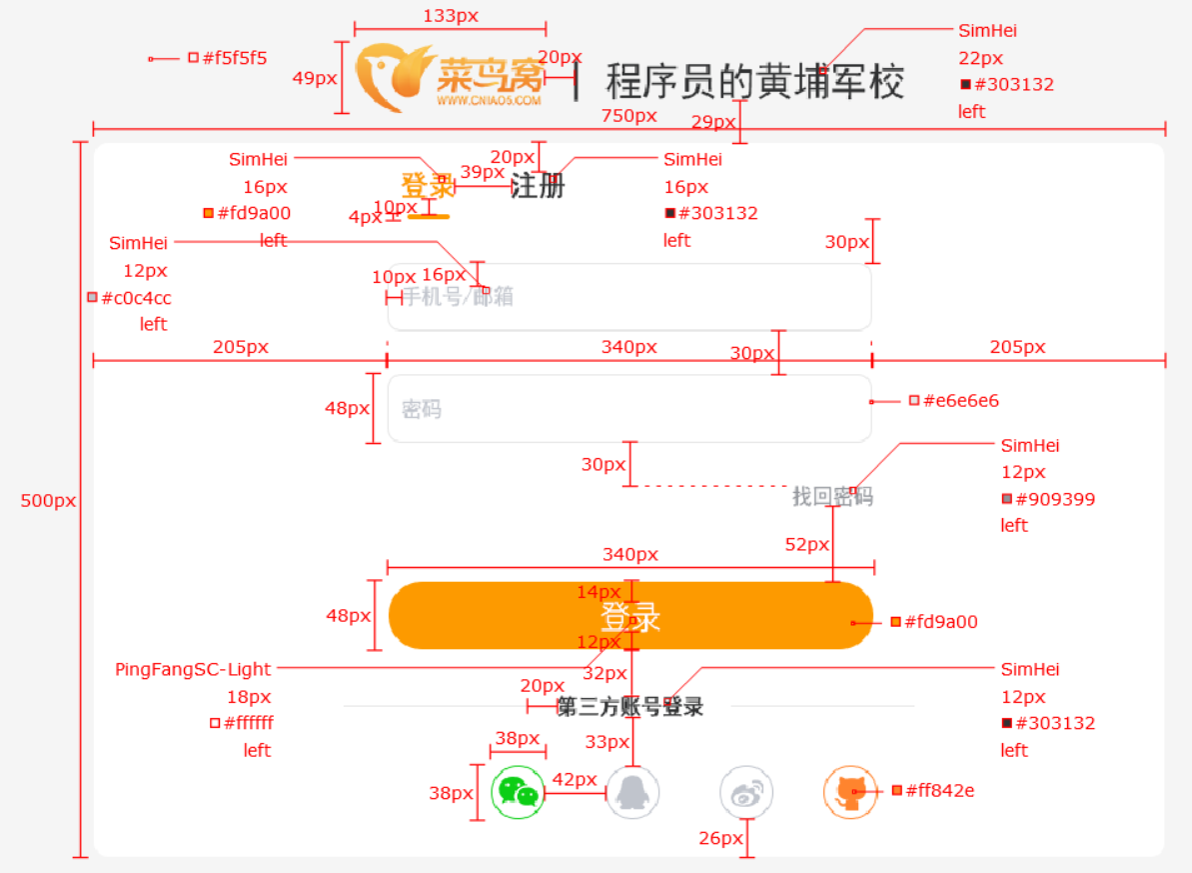 133px
#f5f5f5
49px
菜鸟窝
WWW.CNIAO5.COM
20px
程序员的黄埔军校
SimHei
22px
#303132
left
750px
29px
SimHei
16px
#fd9a00
left
登录
39px
20px
注册
SimHei
16px
#303132
left
10px
4px
30px
SimHei
12px
#c0c4cc
left
10px
16px
手机号/邮箱
205px
340px
30px
205px
48px
密码
#e6e6e6
30px
SimHei
12px
#909399
left
找回密码
500px
52px
340px
48px
14px
登录
12px
#fd9a00
PingFangSC-Light
18px
#ffffff
left
32px
20px
第三方账号登录
SimHei
12px
#303132
left
33px
38px
38px
42px
#ff842e
26px